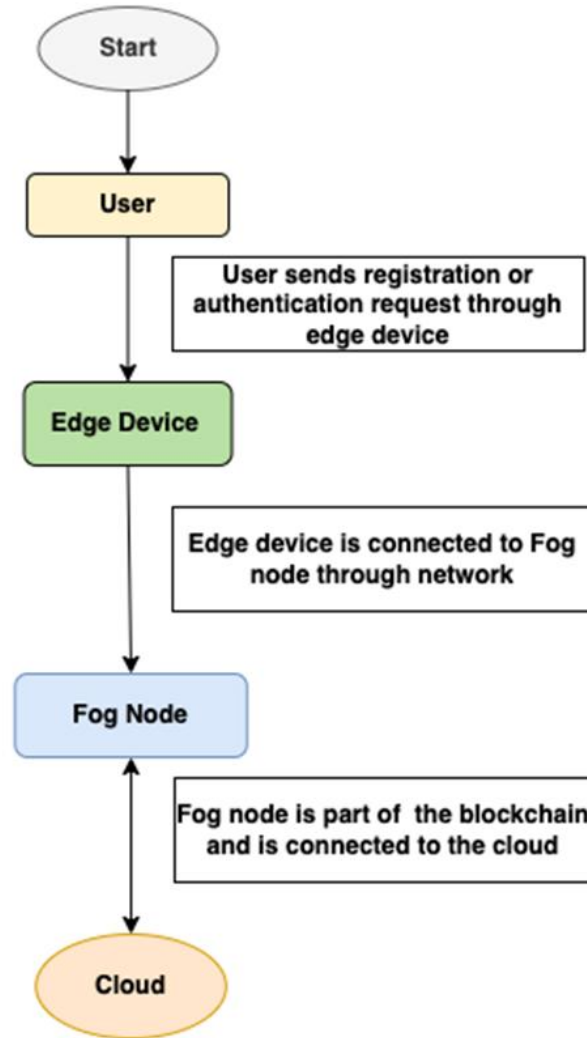 Start
User
User sends registration or
authentication request through
edge device
Edge Device
Edge device is connected to Fog
node through network
Fog Node
Fog node is part of the blockchain
and is connected to the cloud
Cloud